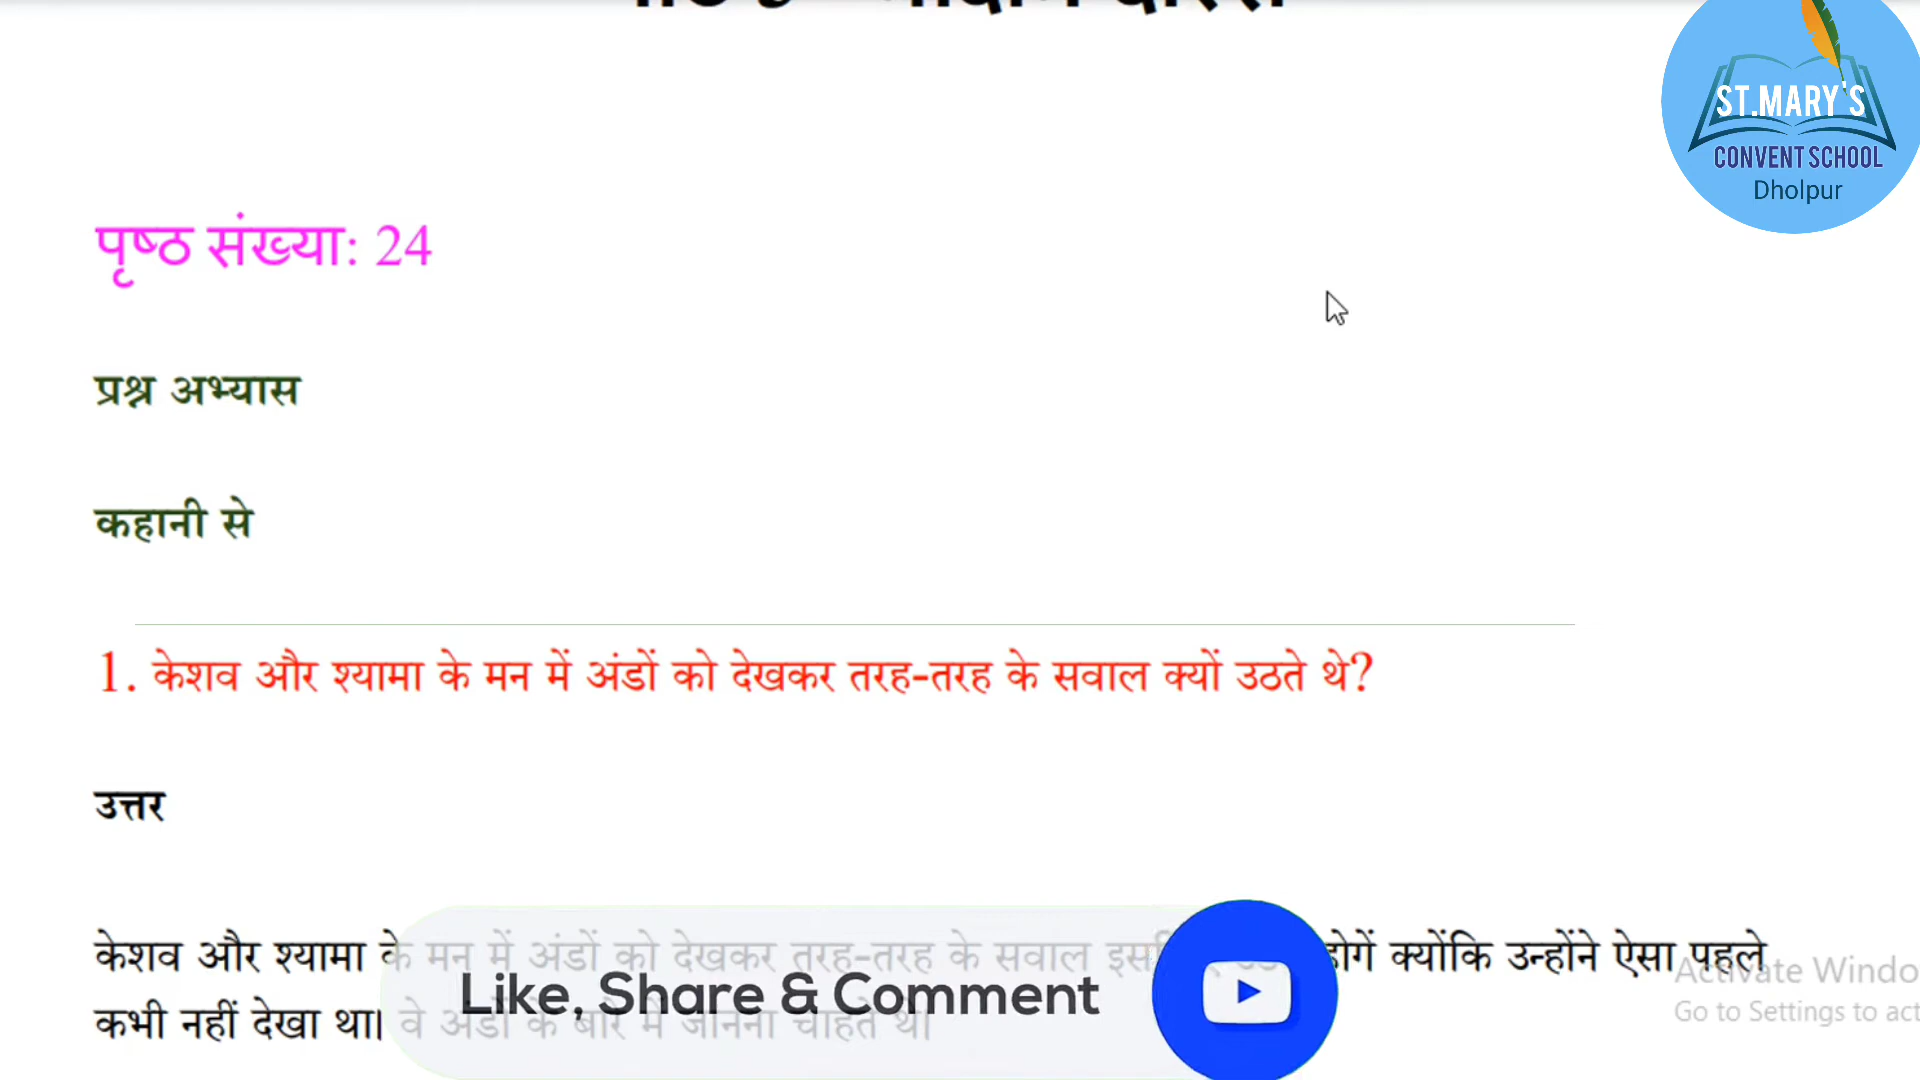 ST.MARY'S
CONVENT SCHOOL
Dholpur
पृष्ठ संख्या: 24
प्रश्न अभ्यास
कहानी से
1. केशव और श्यामा के मन में अंडों को देखकर तरह-तरह के सवाल क्यों उठते थे?
उत्तर
केशव और श्यामा के मन में अंडों को देखकर तरह-तरह के सवाल होगें क्योंकि उन्होंने ऐसा पहले
कभी नहीं देखा था। वे अंडों के बारे में जानना चाहते थे।
Like, Share & Comment
Activate Windo
Go to Settings to act